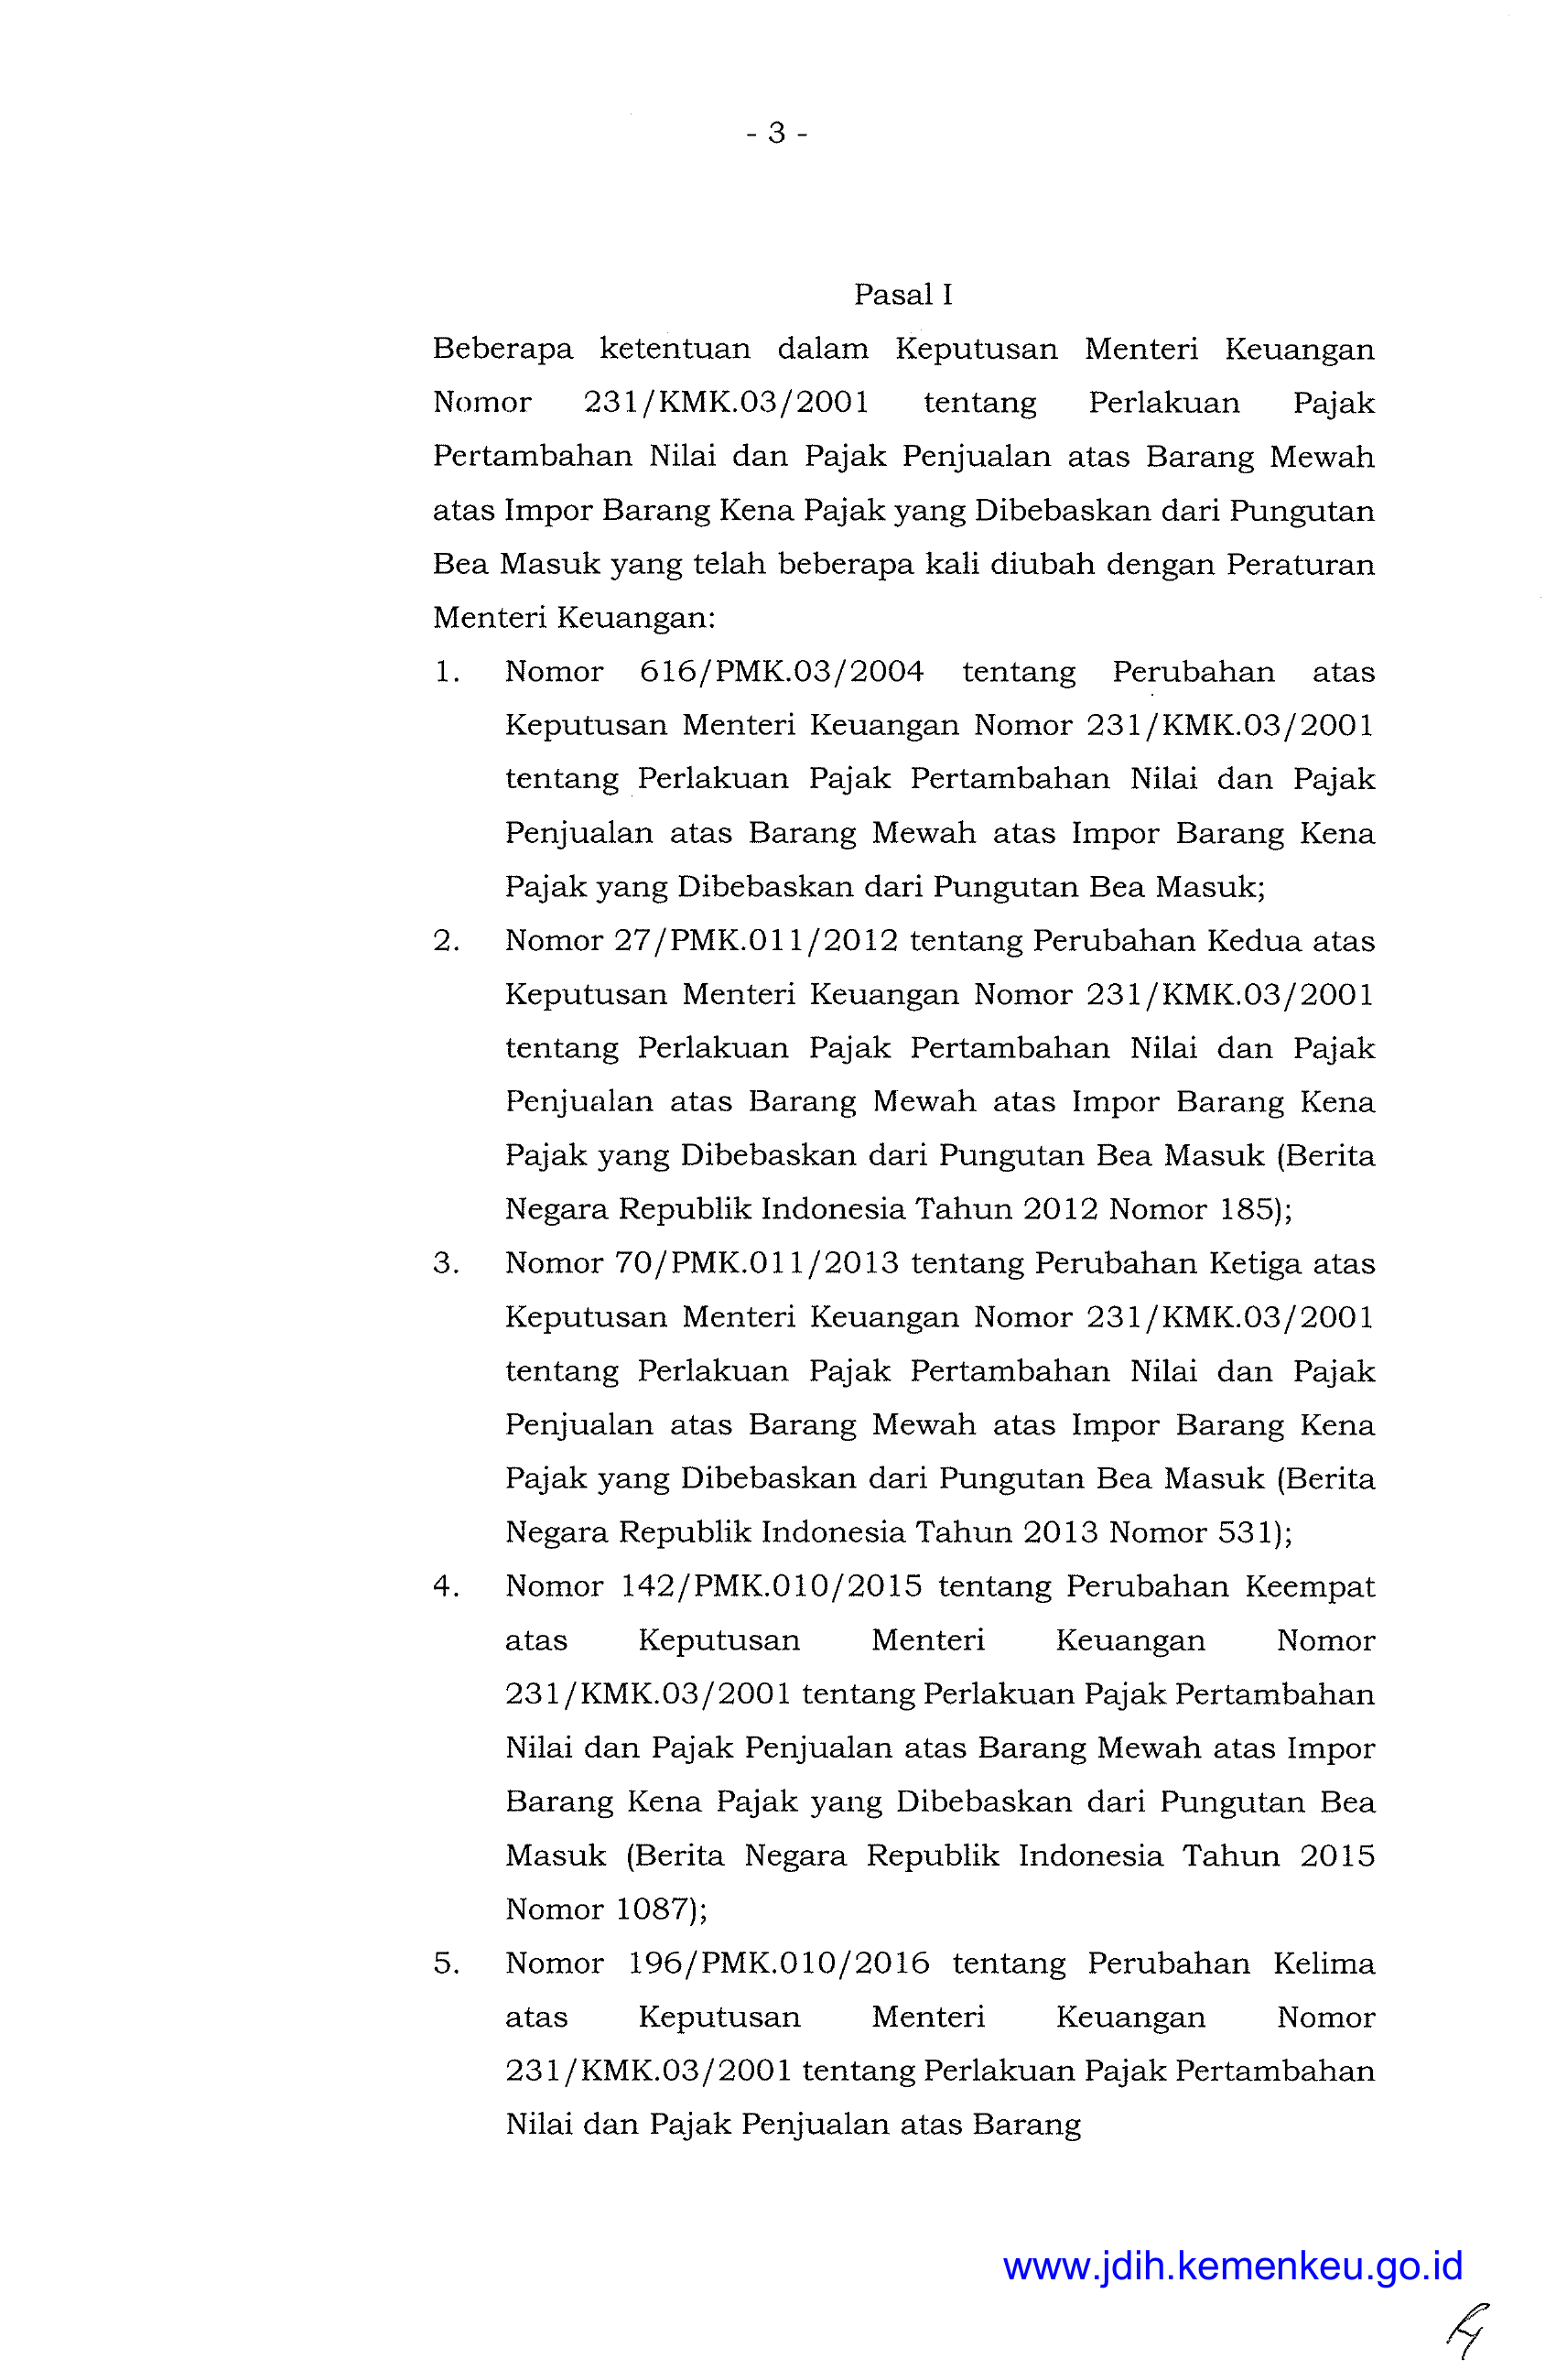 - 3 -
Pasal I
Beberapa ketentuan dalam Keputusan Menteri Keuangan
Nomor 231/KMK.03/2001 tentang Perlakuan Pajak
Pertambahan Nilai dan Pajak Penjualan atas Barang Mewah
atas Impor Barang Kena Pajak yang Dibebaskan dari Pungutan
Bea Masuk yang telah beberapa kali diubah dengan Peraturan
Menteri Keuangan:
1. Nomor 616/PMK.03/2004 tentang Perubahan atas
Keputusan Menteri Keuangan Nomor 231/KMK.03/2001
tentang Perlakuan Pajak Pertambahan Nilai dan Pajak
Penjualan atas Barang Mewah atas Impor Barang Kena
Pajak yang Dibebaskan dari Pungutan Bea Masuk;
2. Nomor 27/PMK.011/2012 tentang Perubahan Kedua atas
Keputusan Menteri Keuangan Nomor 231/KMK.03/2001
tentang Perlakuan Pajak Pertambahan Nilai dan Pajak
Penjualan atas Barang Mewah atas Impor Barang Kena
Pajak yang Dibebaskan dari Pungutan Bea Masuk (Berita
Negara Republik Indonesia Tahun 2012 Nomor 185);
3. Nomor 70/PMK.011/2013 tentang Perubahan Ketiga atas
Keputusan Menteri Keuangan Nomor 231/KMK.03/2001
tentang Perlakuan Pajak Pertambahan Nilai dan Pajak
Penjualan atas Barang Mewah atas Impor Barang Kena
Pajak yang Dibebaskan dari Pungutan Bea Masuk (Berita
Negara Republik Indonesia Tahun 2013 Nomor 531);
4. Nomor 142/PMK.010/2015 tentang Perubahan Keempat
atas Keputusan Menteri Keuangan Nomor
231/KMK.03/2001 tentang Perlakuan Pajak Pertambahan
Nilai dan Pajak Penjualan atas Barang Mewah atas Impor
Barang Kena Pajak yang Dibebaskan dari Pungutan Bea
Masuk (Berita Negara Republik Indonesia Tahun 2015
Nomor 1087);
5. Nomor 196/PMK.010/2016 tentang Perubahan Kelima
atas Keputusan Menteri Keuangan Nomor
231/KMK.03/2001 tentang Perlakuan Pajak Pertambahan
Nilai dan Pajak Penjualan atas Barang
www.jdih.kemenkeu.go.id